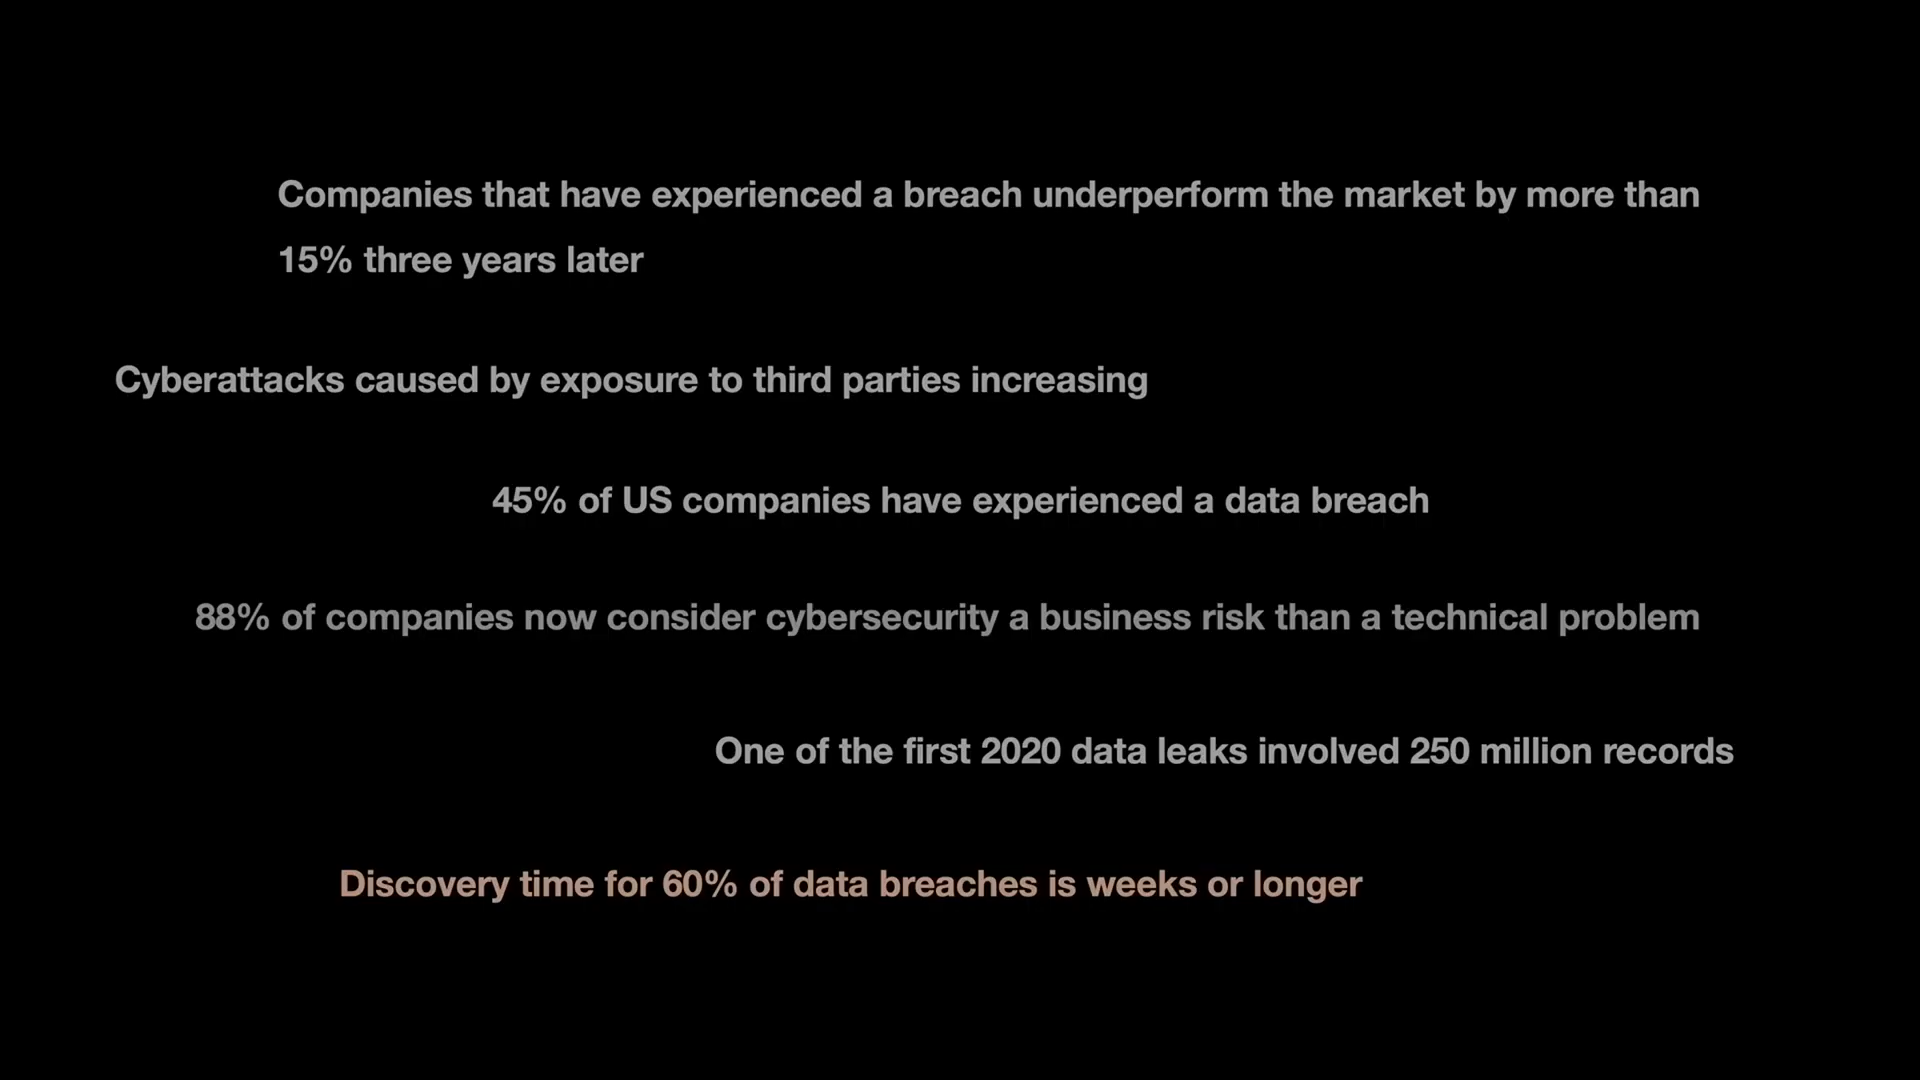 Companies that have experienced a breach underperform the market by more than
15% three years later
Cyberattacks caused by exposure to third parties increasing
45% of US companies have experienced a data breach
88% of companies now consider cybersecurity a business risk than a technical problem
One of the first 2020 data leaks involved 250 million records
Discovery time for 60% of data breaches is weeks or longer